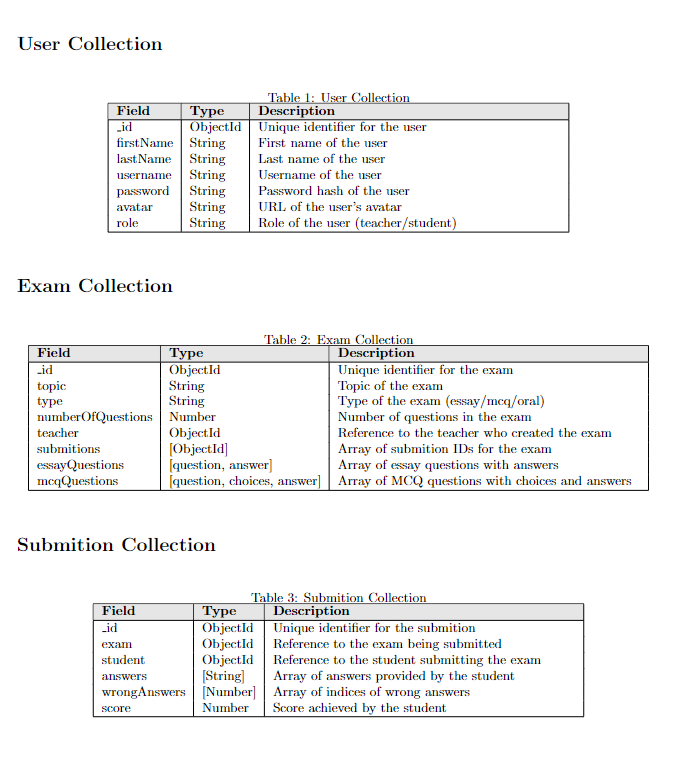 User Collection
Table 1: User Collection
Field Type Description
_id ObjectId Unique identifier for the user
firstName String First name of the user
lastName String Last name of the user
username String Username of the user
password String Password hash of the user
avatar String URL of the user's avatar
role String Role of the user (teacher/student)
Exam Collection
Table 2: Exam Collection
Field Type Description
_id ObjectId Unique identifier for the exam
topic String Topic of the exam
type String Type of the exam (essay/mcq/oral)
numberOfQuestions Number Number of questions in the exam
teacher ObjectId Reference to the teacher who created the exam
submitions [ObjectId] Array of submition IDs for the exam
essayQuestions [question, answer] Array of essay questions with answers
mcqQuestions [question, choices, answer] Array of MCQ questions with choices and answers
Submition Collection
Table 3: Submition Collection
Field Type Description
_id ObjectId Unique identifier for the submition
exam ObjectId Reference to the exam being submitted
student ObjectId Reference to the student submitting the exam
answers [String] Array of answers provided by the student
wrongAnswers [Number] Array of indices of wrong answers
score Number Score achieved by the student